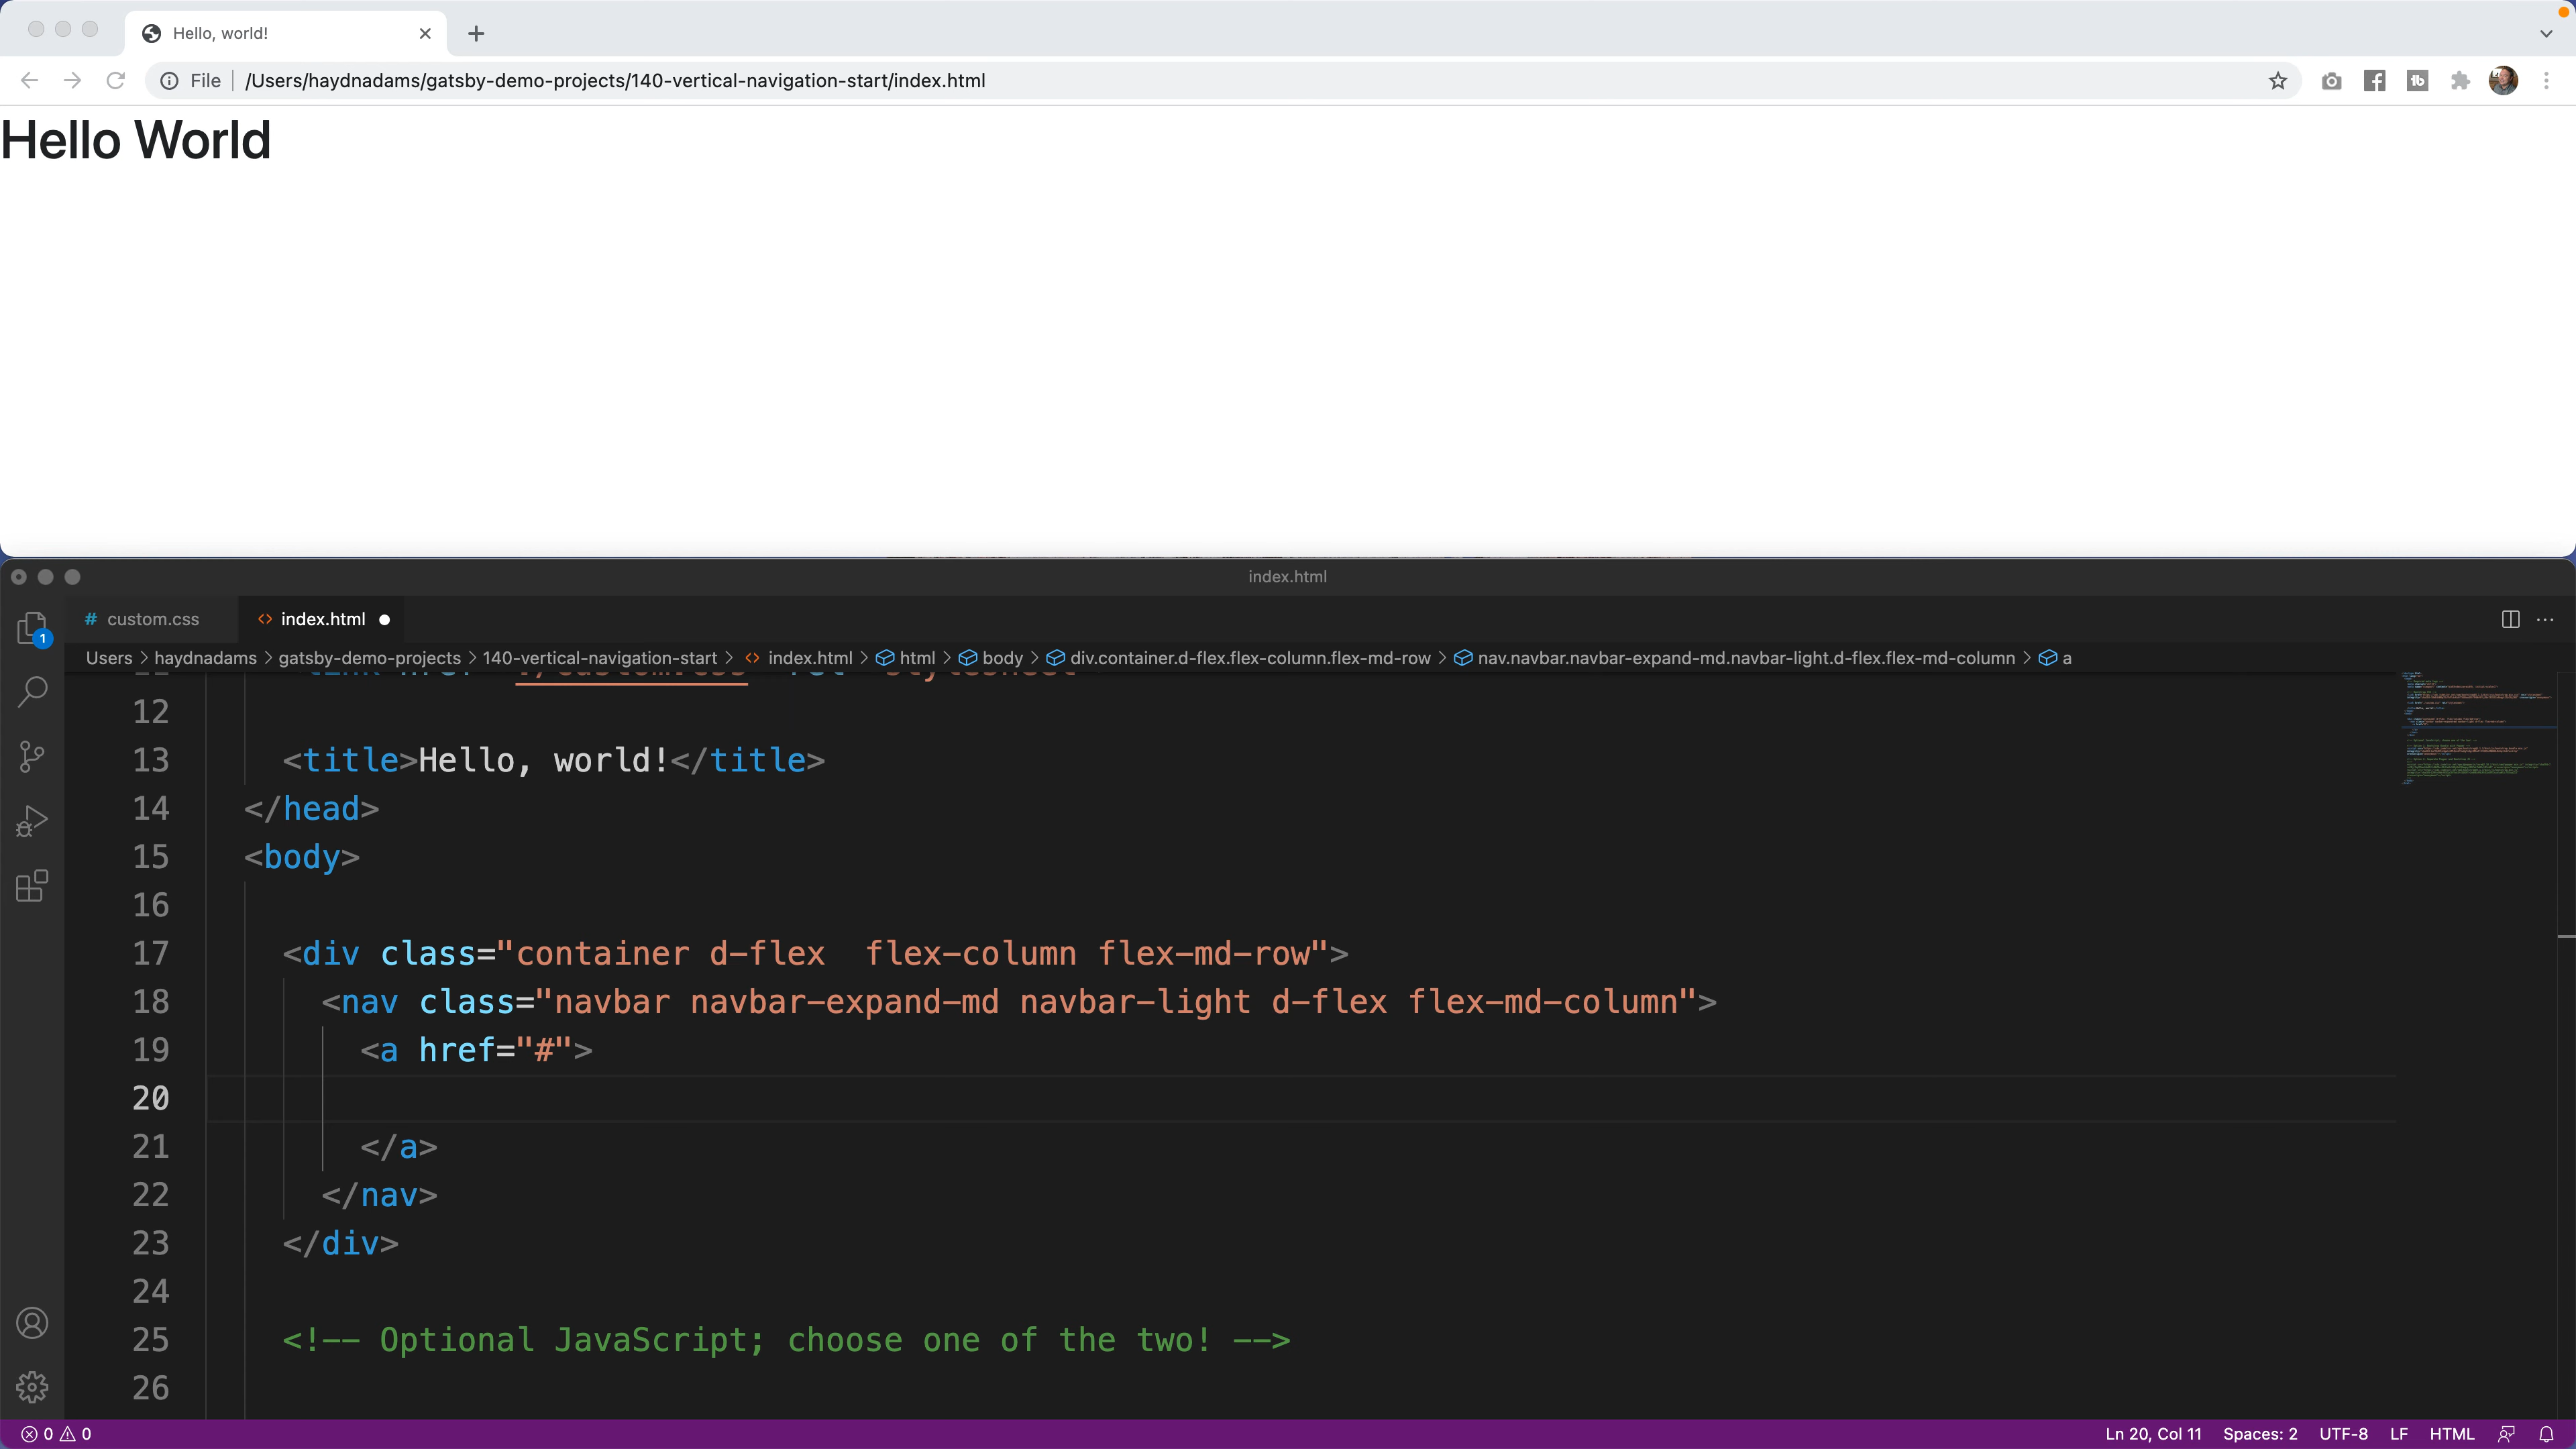 Hello, world!
File /Users/haydnadams/gatsby-demo-projects/140-vertical-navigation-start/index.html
Hello World
index.html
# custom.css <> index.html
1
Users > haydnadams > gatsby-demo-projects > 140-vertical-navigation-start > <> index.html > html > body > div.container.d-flex.flex-column.flex-md-row > nav.navbar.navbar-expand-md.navbar-light.d-flex.flex-md-column > a
12
13 <title>Hello, world!</title>
14 </head>
15 <body>
16
17 <div class="container d-flex  flex-column flex-md-row">
18 <nav class="navbar navbar-expand-md navbar-light d-flex flex-md-column">
19 <a href="#">
20
21 </a>
22 </nav>
23 </div>
24
25 <!-- Optional JavaScript; choose one of the two! -->
26
0 0 Ln 20, Col 11 Spaces: 2 UTF-8 LF HTML